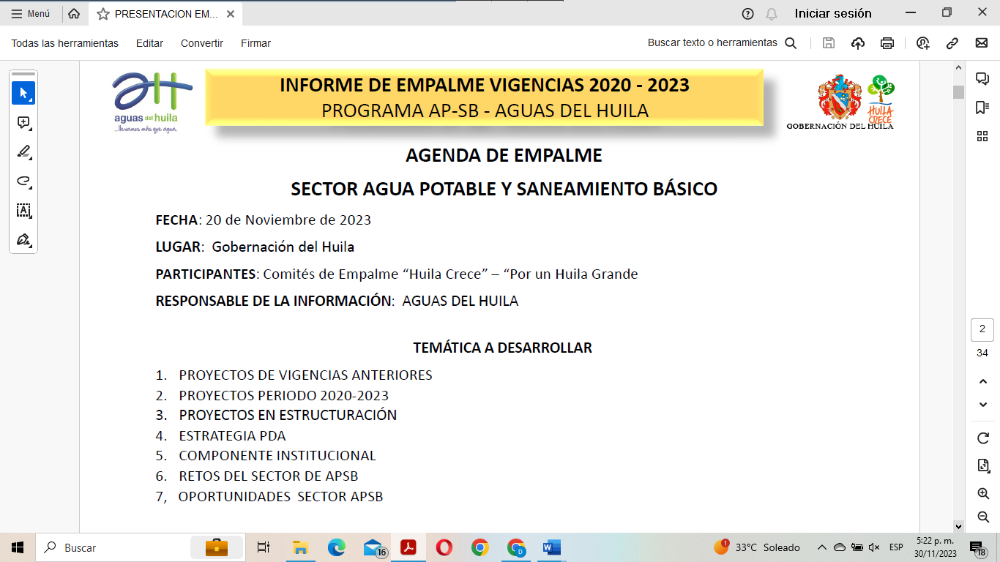 Menú
PRESENTACION EM...
Iniciar sesión
Todas las herramientas
Editar
Convertir
Firmar
Buscar texto o herramientas
aguas del huila
...llevamos más que agua.
INFORME DE EMPALME VIGENCIAS 2020 - 2023
PROGRAMA AP-SB - AGUAS DEL HUILA
HUILA
CRECE
GOBERNACIÓN DEL HUILA
AGENDA DE EMPALME
SECTOR AGUA POTABLE Y SANEAMIENTO BÁSICO
FECHA: 20 de Noviembre de 2023
LUGAR: Gobernación del Huila
PARTICIPANTES: Comités de Empalme “Huila Crece” – “Por un Huila Grande
RESPONSABLE DE LA INFORMACIÓN: AGUAS DEL HUILA
TEMÁTICA A DESARROLLAR
1. PROYECTOS DE VIGENCIAS ANTERIORES
2. PROYECTOS PERIODO 2020-2023
3. PROYECTOS EN ESTRUCTURACIÓN
4. ESTRATEGIA PDA
5. COMPONENTE INSTITUCIONAL
6. RETOS DEL SECTOR DE APSB
7, OPORTUNIDADES SECTOR APSB
2
34
Buscar
16
D
1
33°C Soleado
ESP
5:22 p. m.
30/11/2023
18